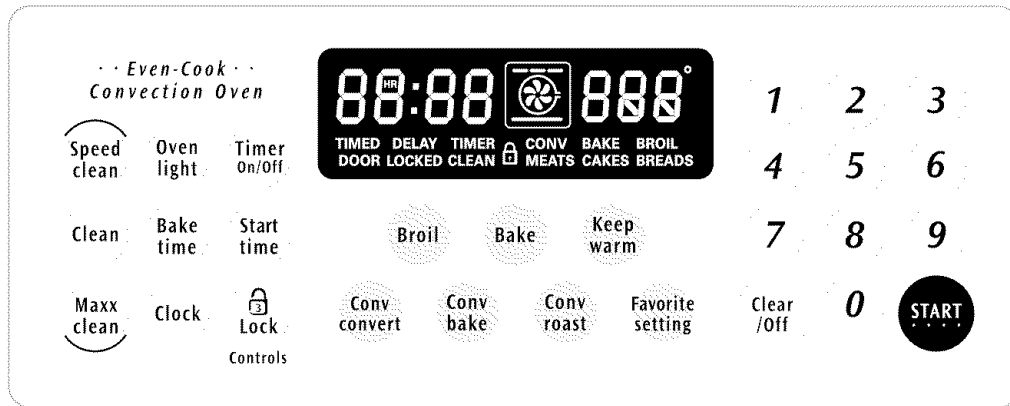 · · Even-Cook · ·
Convection Oven
88:88 888°
HR
TIMED DELAY TIMER CONV BAKE BROIL
DOOR LOCKED CLEAN MEATS CAKES BREADS
Speed
clean
Oven
light
Timer
On/Off
Clean
Bake
time
Start
time
Maxx
clean
Clock
3
Lock
Controls
Broil
Bake
Keep
warm
Conv
convert
Conv
bake
Conv
roast
Favorite
setting
1 2 3
4 5 6
7 8 9
Clear
/Off
0
START